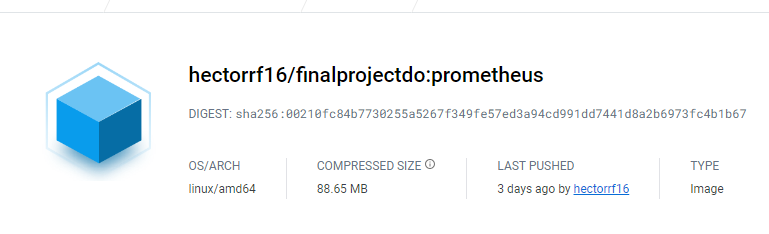 hectorrf16/finalprojectdo:prometheus
DIGEST: sha256:00210fc84b7730255a5267f349fe57ed3a94cd991dd7441d8a2b6973fc4b1b67
OS/ARCH COMPRESSED SIZE LAST PUSHED TYPE
linux/amd64 88.65 MB 3 days ago by hectorrf16 Image